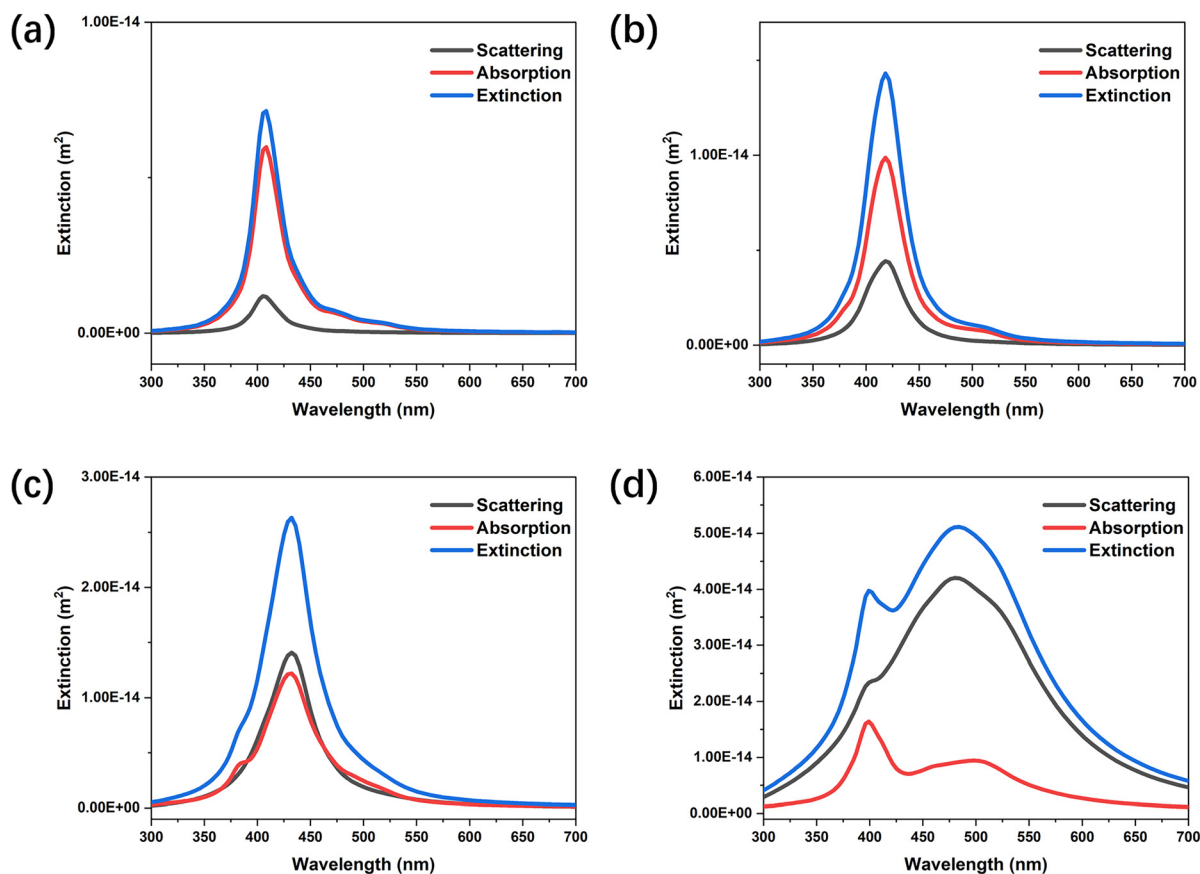 (a)
1.00E-14
0.00E+00
Extinction (m²)
Scattering
Absorption
Extinction
300 350 400 450 500 550 600 650 700
Wavelength (nm)
(b)
1.00E-14
0.00E+00
Extinction (m²)
Scattering
Absorption
Extinction
300 350 400 450 500 550 600 650 700
Wavelength (nm)
(c)
3.00E-14
2.00E-14
1.00E-14
0.00E+00
Extinction (m²)
Scattering
Absorption
Extinction
300 350 400 450 500 550 600 650 700
Wavelength (nm)
(d)
6.00E-14
5.00E-14
4.00E-14
3.00E-14
2.00E-14
1.00E-14
0.00E+00
Extinction (m²)
Scattering
Absorption
Extinction
300 350 400 450 500 550 600 650 700
Wavelength (nm)